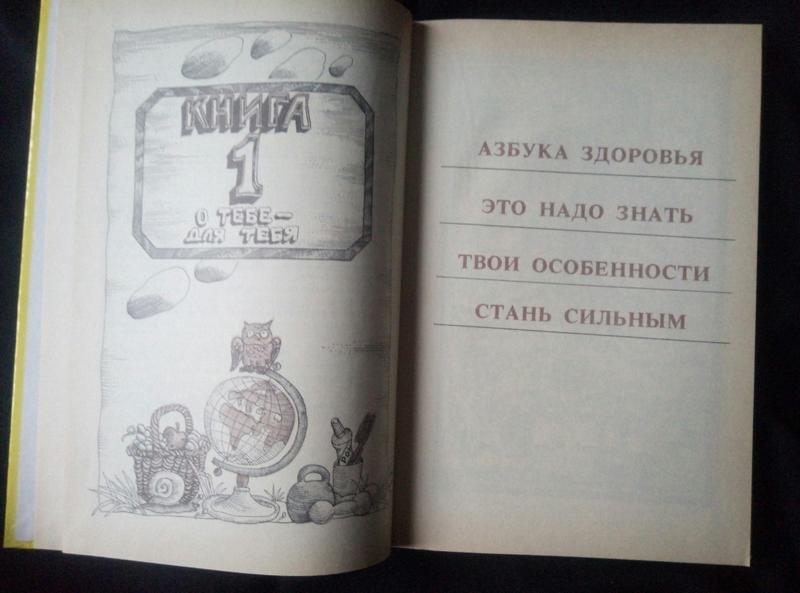 КНИГА
1
О ТЕБЕ —
ДЛЯ ТЕБЯ
АЗБУКА ЗДОРОВЬЯ
ЭТО НАДО ЗНАТЬ
ТВОИ ОСОБЕННОСТИ
СТАНЬ СИЛЬНЫМ